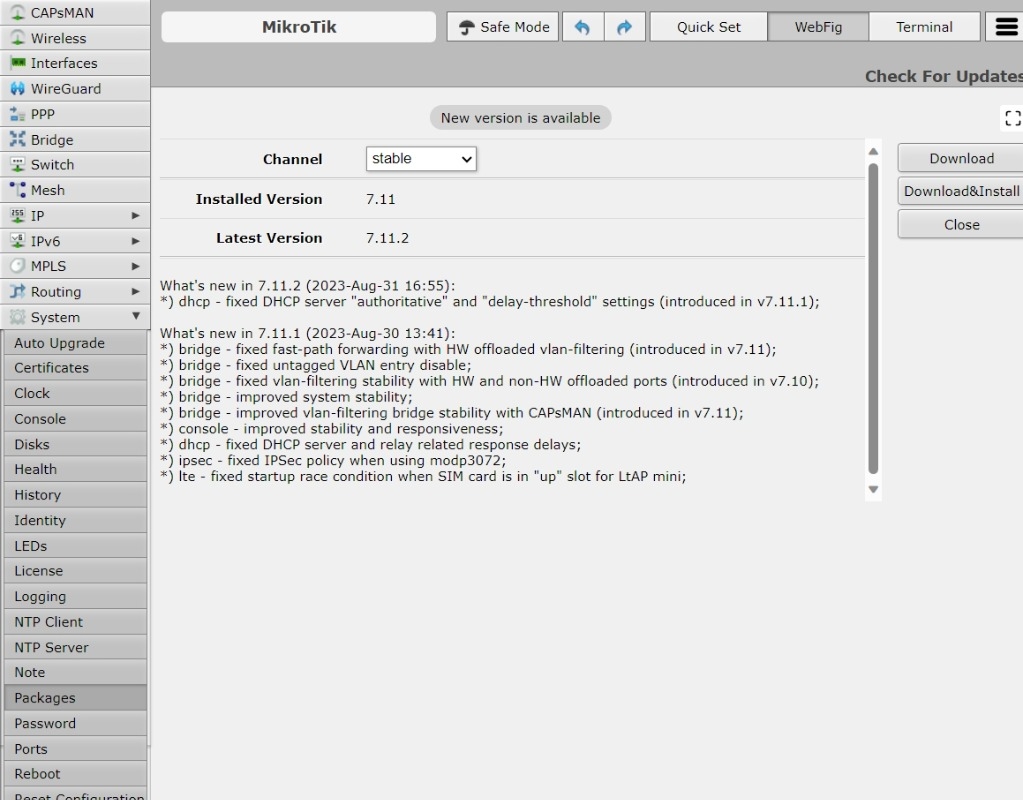 CAPsMAN
Wireless
Interfaces
WireGuard
PPP
Bridge
Switch
Mesh
IP
IPv6
MPLS
Routing
System
Auto Upgrade
Certificates
Clock
Console
Disks
Health
History
Identity
LEDs
License
Logging
NTP Client
NTP Server
Note
Packages
Password
Ports
Reboot
Reset Configuration
MikroTik
Safe Mode
Quick Set
WebFig
Terminal
Check For Updates
New version is available
Channel stable
Installed Version 7.11
Latest Version 7.11.2
What's new in 7.11.2 (2023-Aug-31 16:55):
*) dhcp - fixed DHCP server "authoritative" and "delay-threshold" settings (introduced in v7.11.1);
What's new in 7.11.1 (2023-Aug-30 13:41):
*) bridge - fixed fast-path forwarding with HW offloaded vlan-filtering (introduced in v7.11);
*) bridge - fixed untagged VLAN entry disable;
*) bridge - fixed vlan-filtering stability with HW and non-HW offloaded ports (introduced in v7.10);
*) bridge - improved system stability;
*) bridge - improved vlan-filtering bridge stability with CAPsMAN (introduced in v7.11);
*) console - improved stability and responsiveness;
*) dhcp - fixed DHCP server and relay related response delays;
*) ipsec - fixed IPSec policy when using modp3072;
*) lte - fixed startup race condition when SIM card is in "up" slot for LtAP mini;
Download
Download&Install
Close